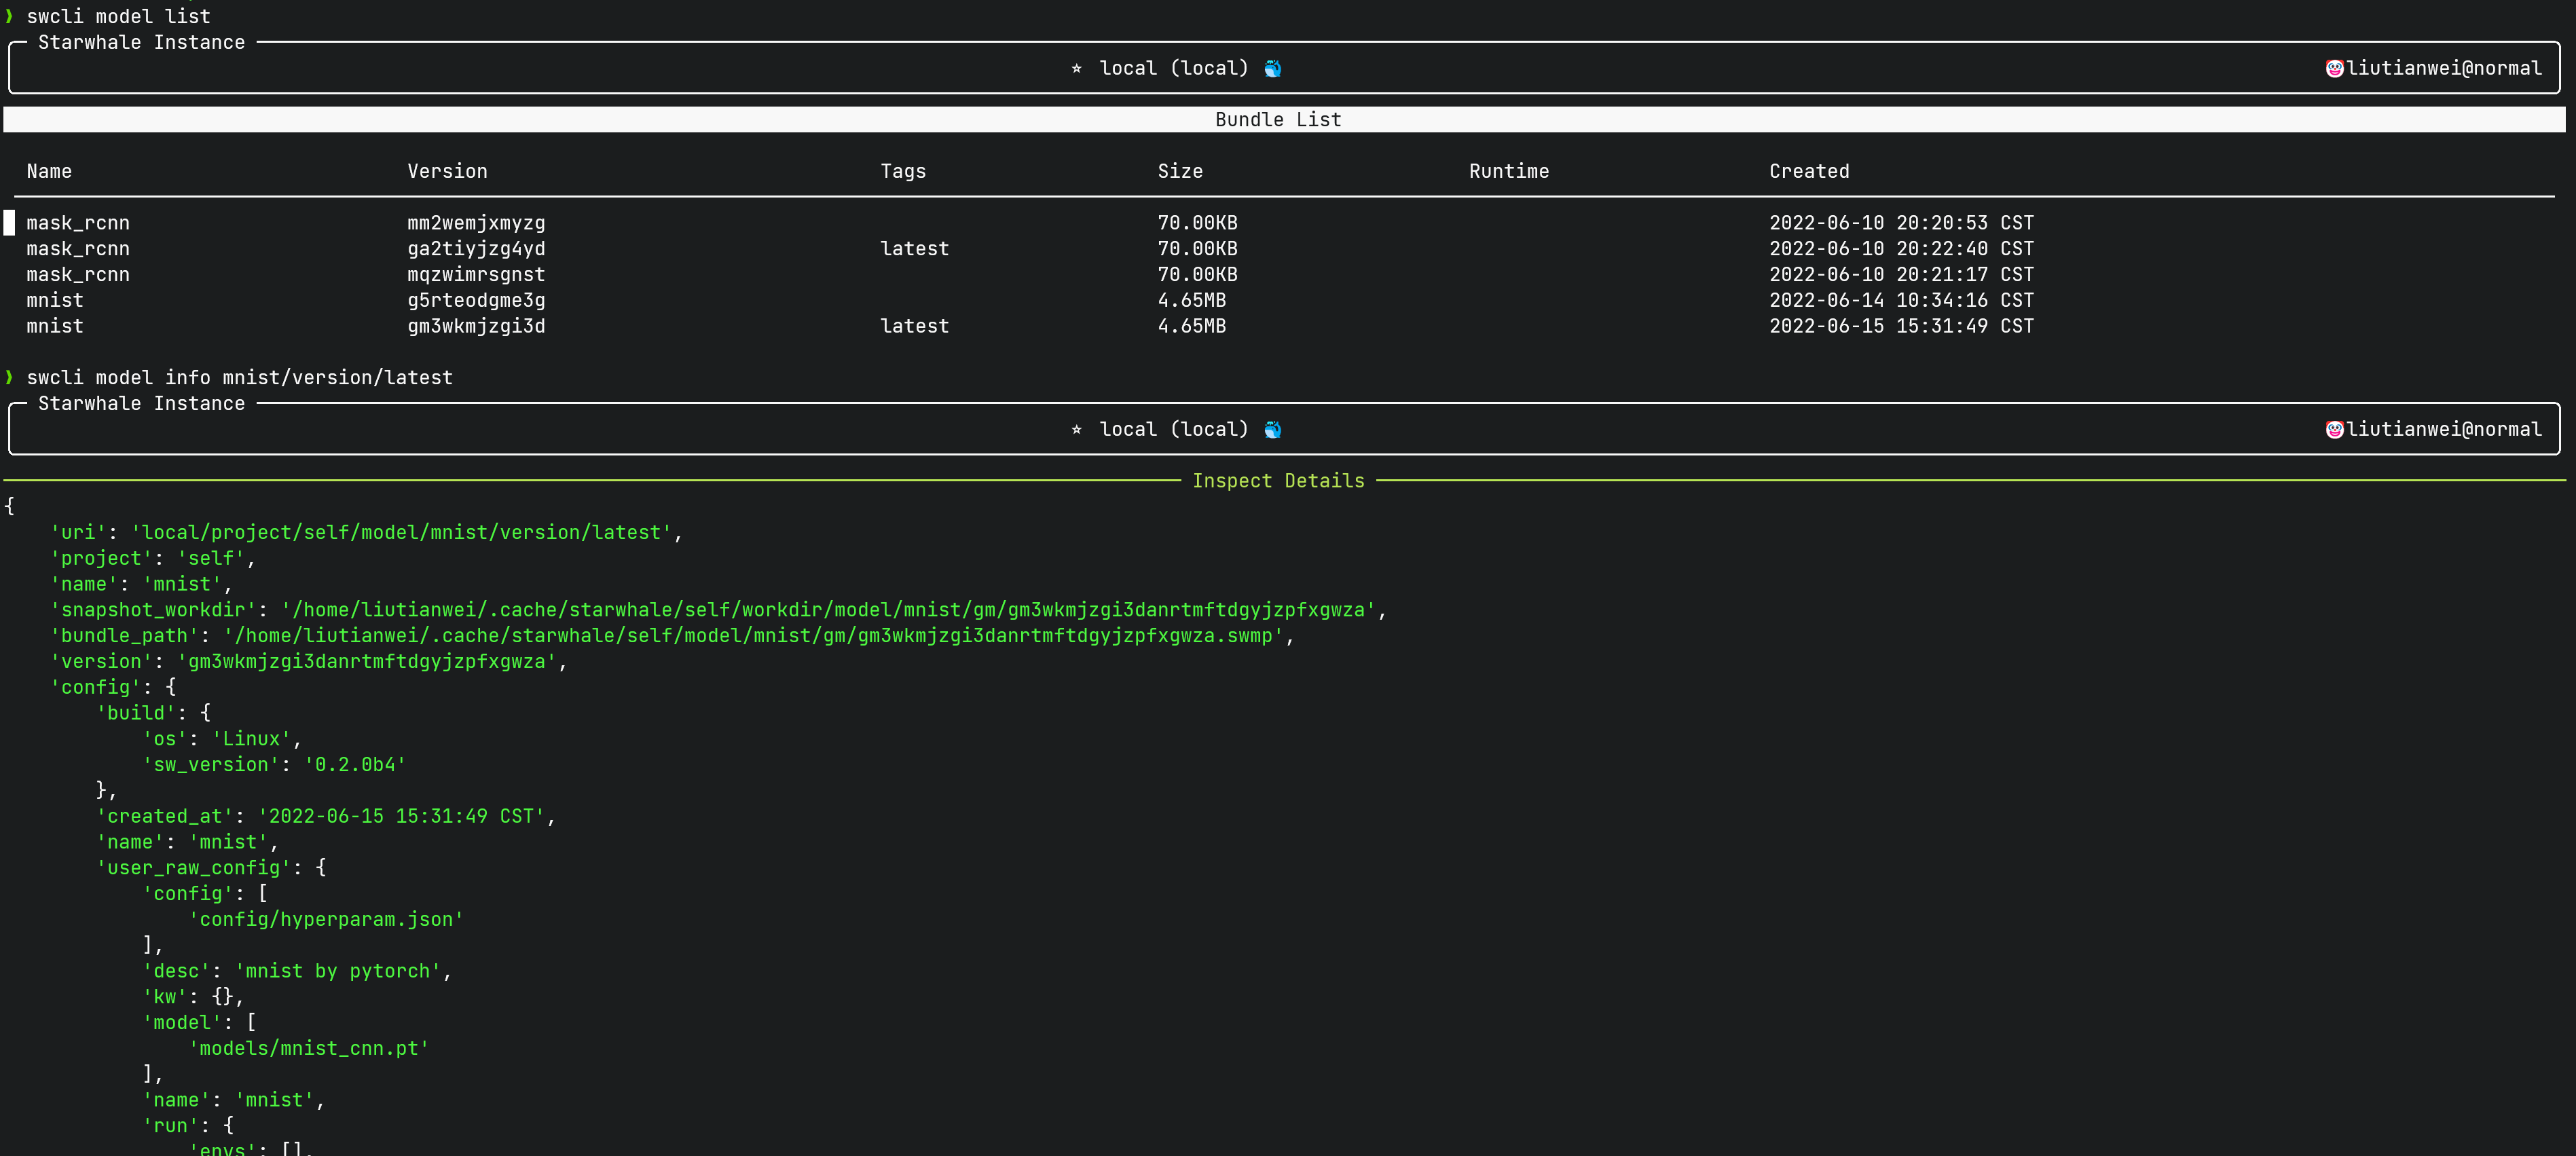 ❯ swcli model list
Starwhale Instance
⭐ local (local) 🐳 🤡liutianwei@normal
Bundle List
Name Version Tags Size Runtime Created
mask_rcnn mm2wemjxmyzg 70.00KB 2022-06-10 20:20:53 CST
mask_rcnn ga2tiyjzg4yd latest 70.00KB 2022-06-10 20:22:40 CST
mask_rcnn mqzwimrsgnst 70.00KB 2022-06-10 20:21:17 CST
mnist g5rteodgme3g 4.65MB 2022-06-14 10:34:16 CST
mnist gm3wkmjzgi3d latest 4.65MB 2022-06-15 15:31:49 CST
❯ swcli model info mnist/version/latest
Starwhale Instance
⭐ local (local) 🐳 🤡liutianwei@normal
Inspect Details
{
    'uri': 'local/project/self/model/mnist/version/latest',
    'project': 'self',
    'name': 'mnist',
    'snapshot_workdir': '/home/liutianwei/.cache/starwhale/self/workdir/model/mnist/gm/gm3wkmjzgi3danrtmftdgyjzpfxgwza',
    'bundle_path': '/home/liutianwei/.cache/starwhale/self/model/mnist/gm/gm3wkmjzgi3danrtmftdgyjzpfxgwza.swmp',
    'version': 'gm3wkmjzgi3danrtmftdgyjzpfxgwza',
    'config': {
        'build': {
            'os': 'Linux',
            'sw_version': '0.2.0b4'
        },
        'created_at': '2022-06-15 15:31:49 CST',
        'name': 'mnist',
        'user_raw_config': {
            'config': [
                'config/hyperparam.json'
            ],
            'desc': 'mnist by pytorch',
            'kw': {},
            'model': [
                'models/mnist_cnn.pt'
            ],
            'name': 'mnist',
            'run': {
                'envs': [],